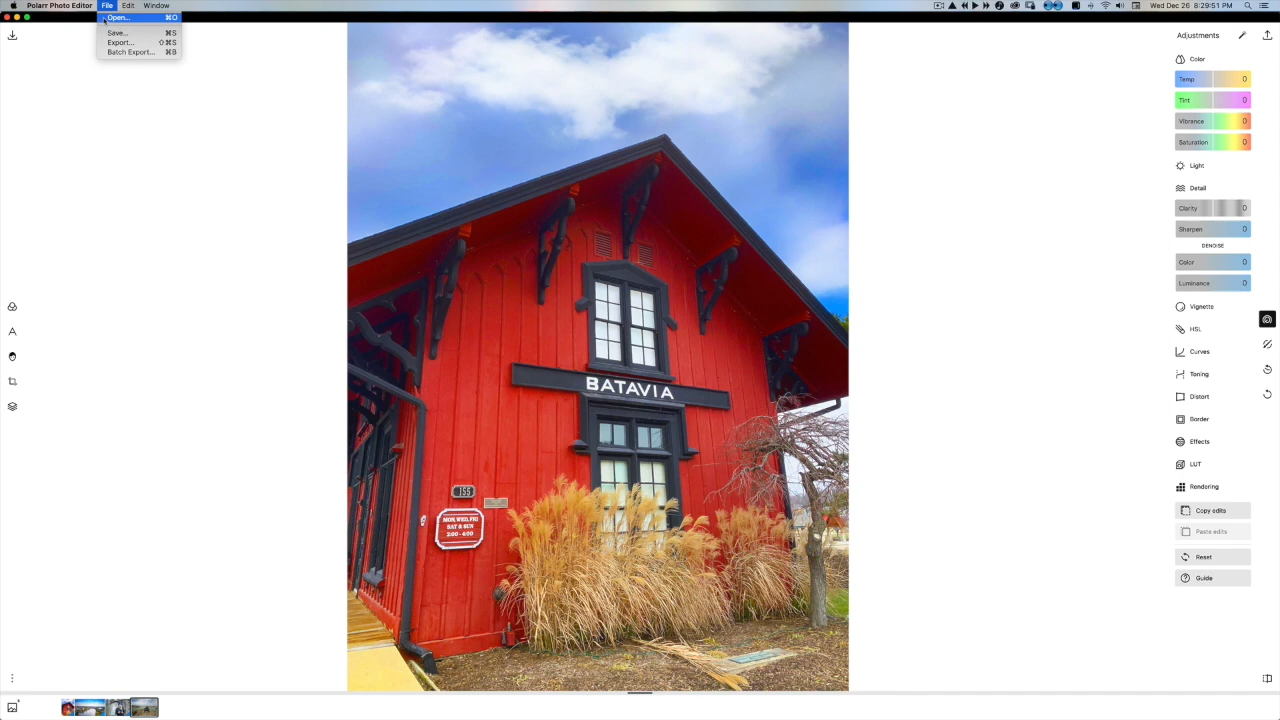 Polarr Photo Editor File Edit Window Wed Dec 26 8:29:51 PM
Open... ⌘O
Save... ⌘S
Export... ⇧⌘S
Batch Export... ⌘B
Adjustments
Color
Temp 0
Tint 0
Vibrance 0
Saturation 0
Light
Detail
Clarity 0
Sharpen 0
DENOISE
Color 0
Luminance 0
Vignette
HSL
Curves
Toning
Distort
Border
Effects
LUT
Rendering
Copy edits
Paste edits
Reset
Guide
BATAVIA
155
MON, WED, FRI
SAT & SUN
2:00 - 4:00